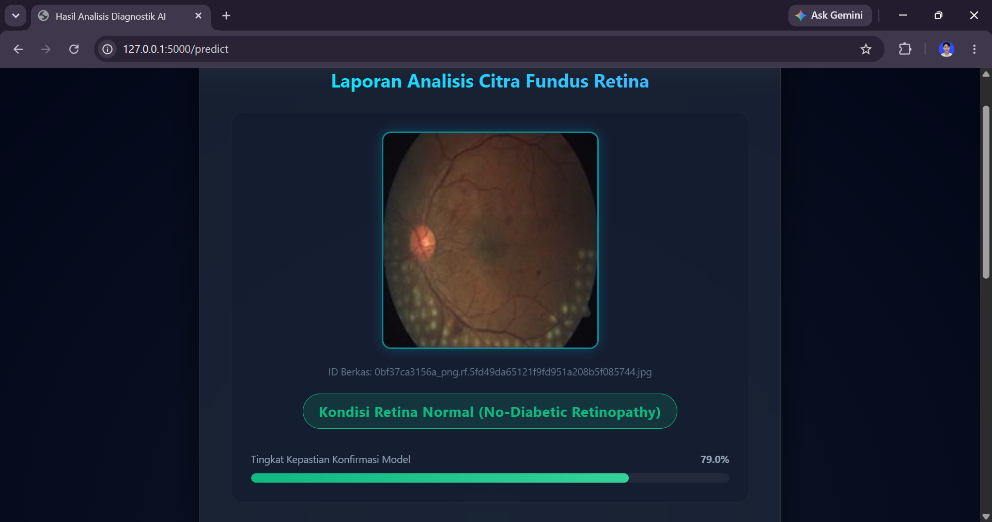 Hasil Analisis Diagnostik AI
Ask Gemini
127.0.0.1:5000/predict
Laporan Analisis Citra Fundus Retina
ID Berkas: 0bf37ca3156a_png.rf.5fd49da65121f9fd951a208b5f085744.jpg
Kondisi Retina Normal (No-Diabetic Retinopathy)
Tingkat Kepastian Konfirmasi Model 79.0%